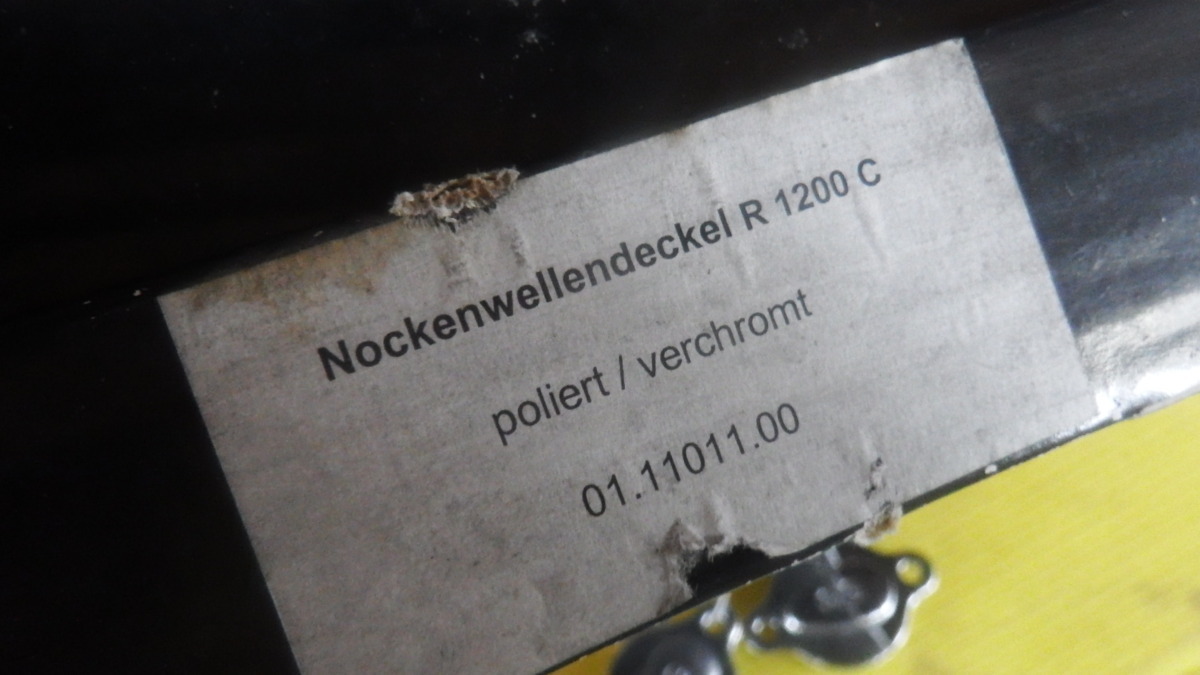 Nockenwellendeckel R 1200 C
poliert / verchromt
01.11011.00